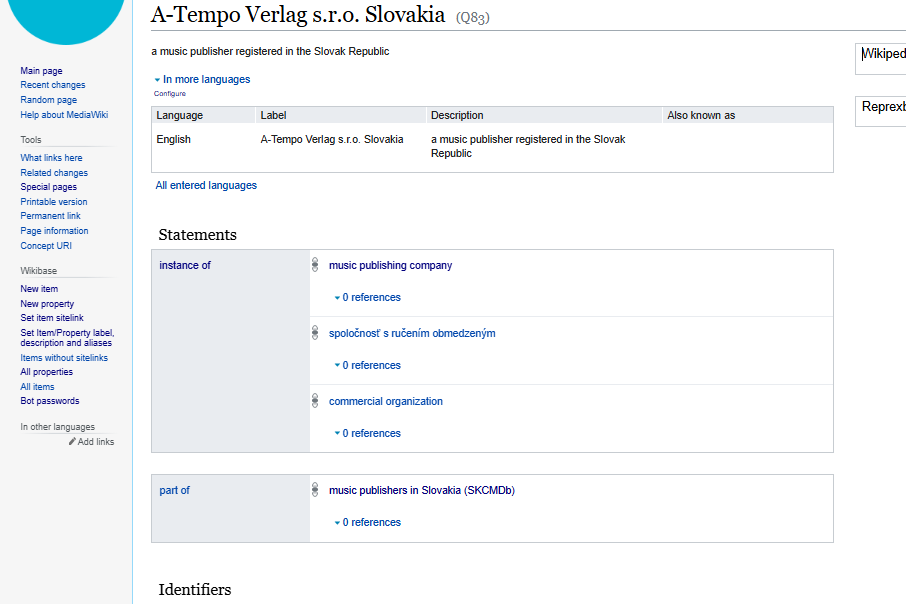 A-Tempo Verlag s.r.o. Slovakia (Q83)
a music publisher registered in the Slovak Republic
In more languages
Configure
Language Label Description Also known as
English A-Tempo Verlag s.r.o. Slovakia a music publisher registered in the Slovak
Republic
All entered languages
Statements
instance of music publishing company
0 references
spoločnosť s ručením obmedzeným
0 references
commercial organization
0 references
part of music publishers in Slovakia (SKCMDb)
0 references
Identifiers
Main page
Recent changes
Random page
Help about MediaWiki
Tools
What links here
Related changes
Special pages
Printable version
Permanent link
Page information
Concept URI
Wikibase
New item
New property
Set item sitelink
Set Item/Property label,
description and aliases
Items without sitelinks
All properties
All items
Bot passwords
In other languages
Add links
Wikiped
Reprexb